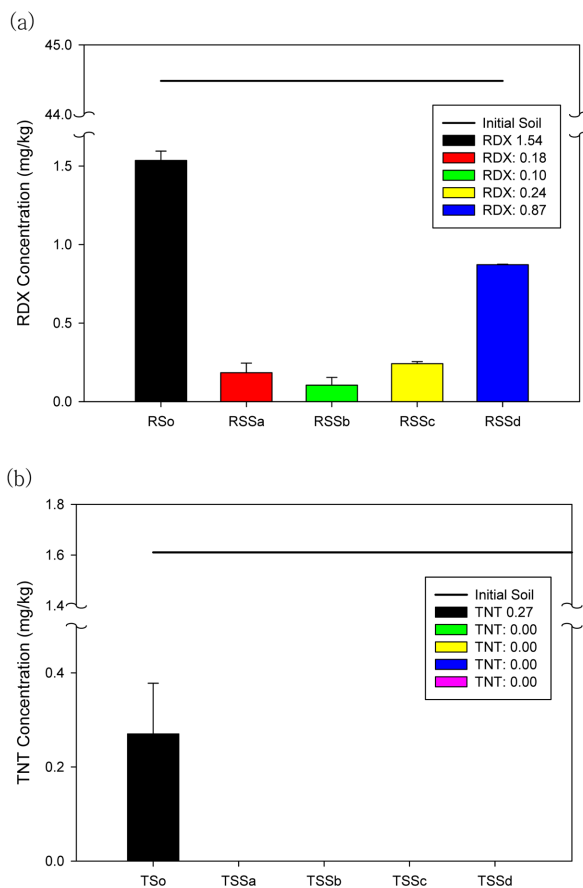 (a)
45.0
44.0
1.5
1.0
0.5
0.0
RDX Concentration (mg/kg)
Initial Soil
RDX 1.54
RDX: 0.18
RDX: 0.10
RDX: 0.24
RDX: 0.87
RSo RSSa RSSb RSSc RSSd
(b)
1.8
1.6
1.4
0.4
0.2
0.0
TNT Concentration (mg/kg)
Initial Soil
TNT 0.27
TNT: 0.00
TNT: 0.00
TNT: 0.00
TNT: 0.00
TSo TSSa TSSb TSSc TSSd